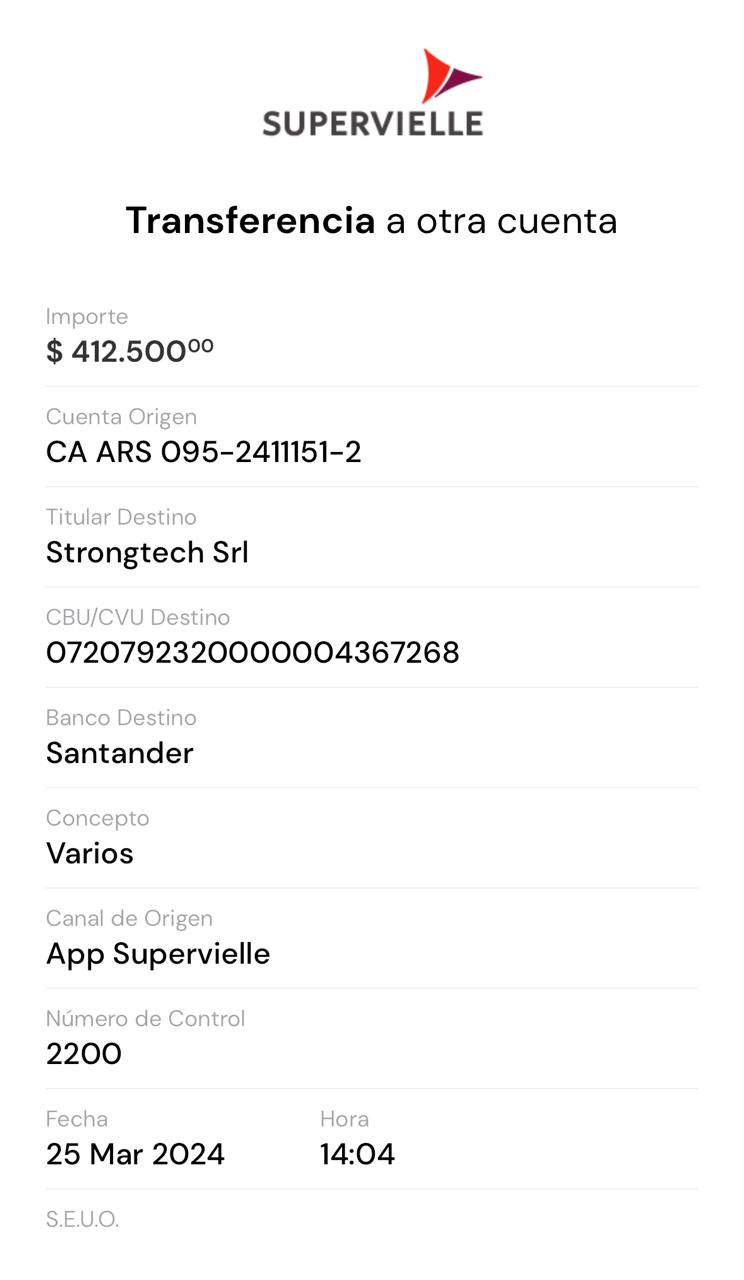 SUPERVIELLE
Transferencia a otra cuenta
Importe
$ 412.500⁰⁰
Cuenta Origen
CA ARS 095-2411151-2
Titular Destino
Strongtech Srl
CBU/CVU Destino
0720792320000004367268
Banco Destino
Santander
Concepto
Varios
Canal de Origen
App Supervielle
Número de Control
2200
Fecha Hora
25 Mar 2024 14:04
S.E.U.O.